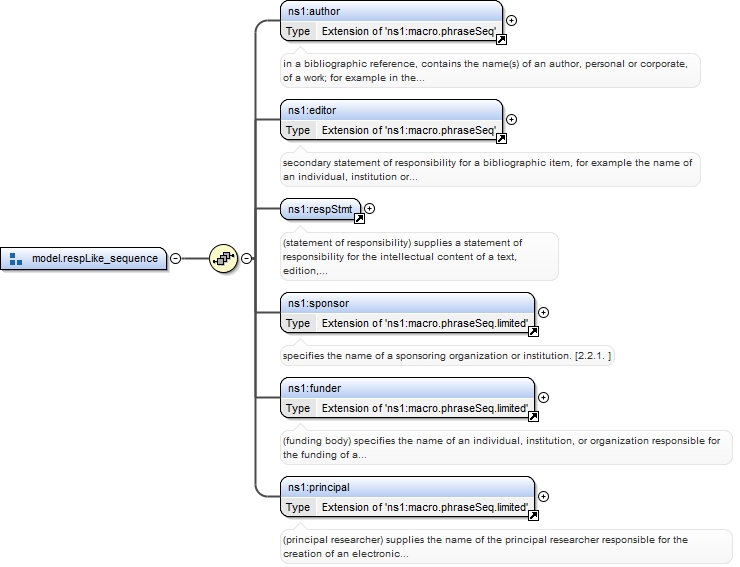 ns1:author
Type Extension of 'ns1:macro.phraseSeq'
in a bibliographic reference, contains the name(s) of an author, personal or corporate,
of a work; for example in the...
ns1:editor
Type Extension of 'ns1:macro.phraseSeq'
secondary statement of responsibility for a bibliographic item, for example the name of
an individual, institution or...
ns1:respStmt
(statement of responsibility) supplies a statement of
responsibility for the intellectual content of a text,
edition,...
model.respLike_sequence
ns1:sponsor
Type Extension of 'ns1:macro.phraseSeq.limited'
specifies the name of a sponsoring organization or institution. [2.2.1. ]
ns1:funder
Type Extension of 'ns1:macro.phraseSeq.limited'
(funding body) specifies the name of an individual, institution, or organization responsible for
the funding of a...
ns1:principal
Type Extension of 'ns1:macro.phraseSeq.limited'
(principal researcher) supplies the name of the principal researcher responsible for the
creation of an electronic...